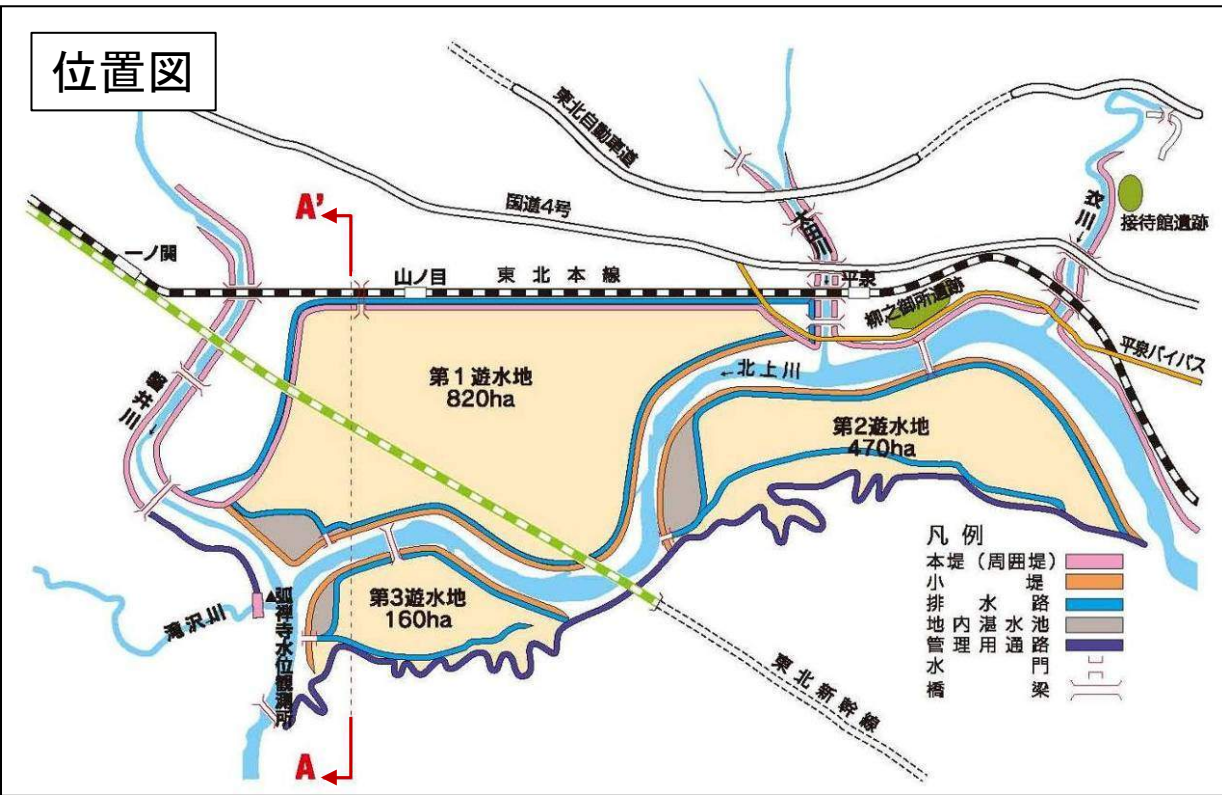 位置図
東北自動車道
国道4号
太田川
衣川
接待館遺跡
A'
一ノ関
山ノ目
東北本線
平泉
柳之御所遺跡
平泉バイパス
第1遊水地
820ha
←北上川
第2遊水地
470ha
磐井川
第3遊水地
160ha
滝沢川
狐禅寺水位観測所
東北新幹線
A
凡例
本堤(周囲堤)
小堤
排水路
地内湛水池
管理用通路
水門
橋梁